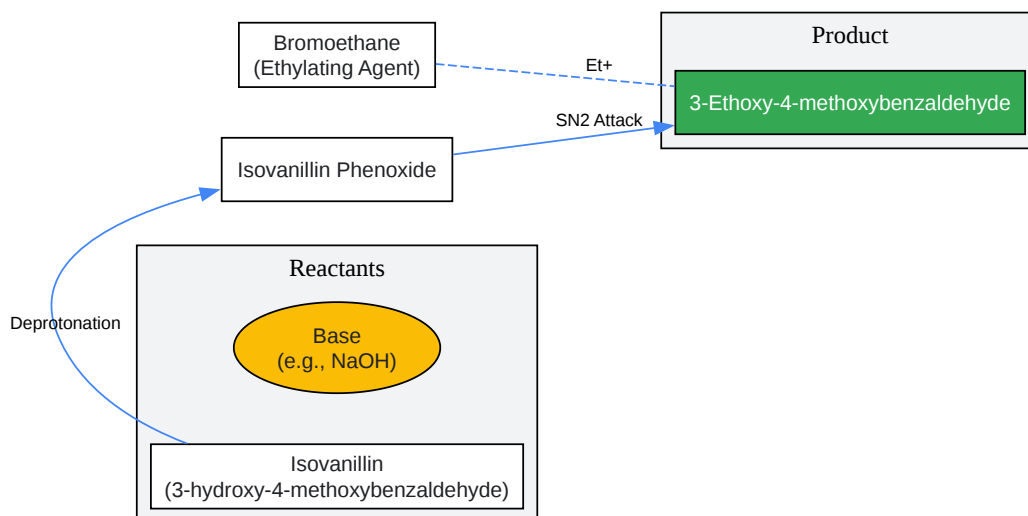 Product
Bromoethane
(Ethylating Agent)
Et+
3-Ethoxy-4-methoxybenzaldehyde
SN2 Attack
Isovanillin Phenoxide
Reactants
Deprotonation
Base
(e.g., NaOH)
Isovanillin
(3-hydroxy-4-methoxybenzaldehyde)